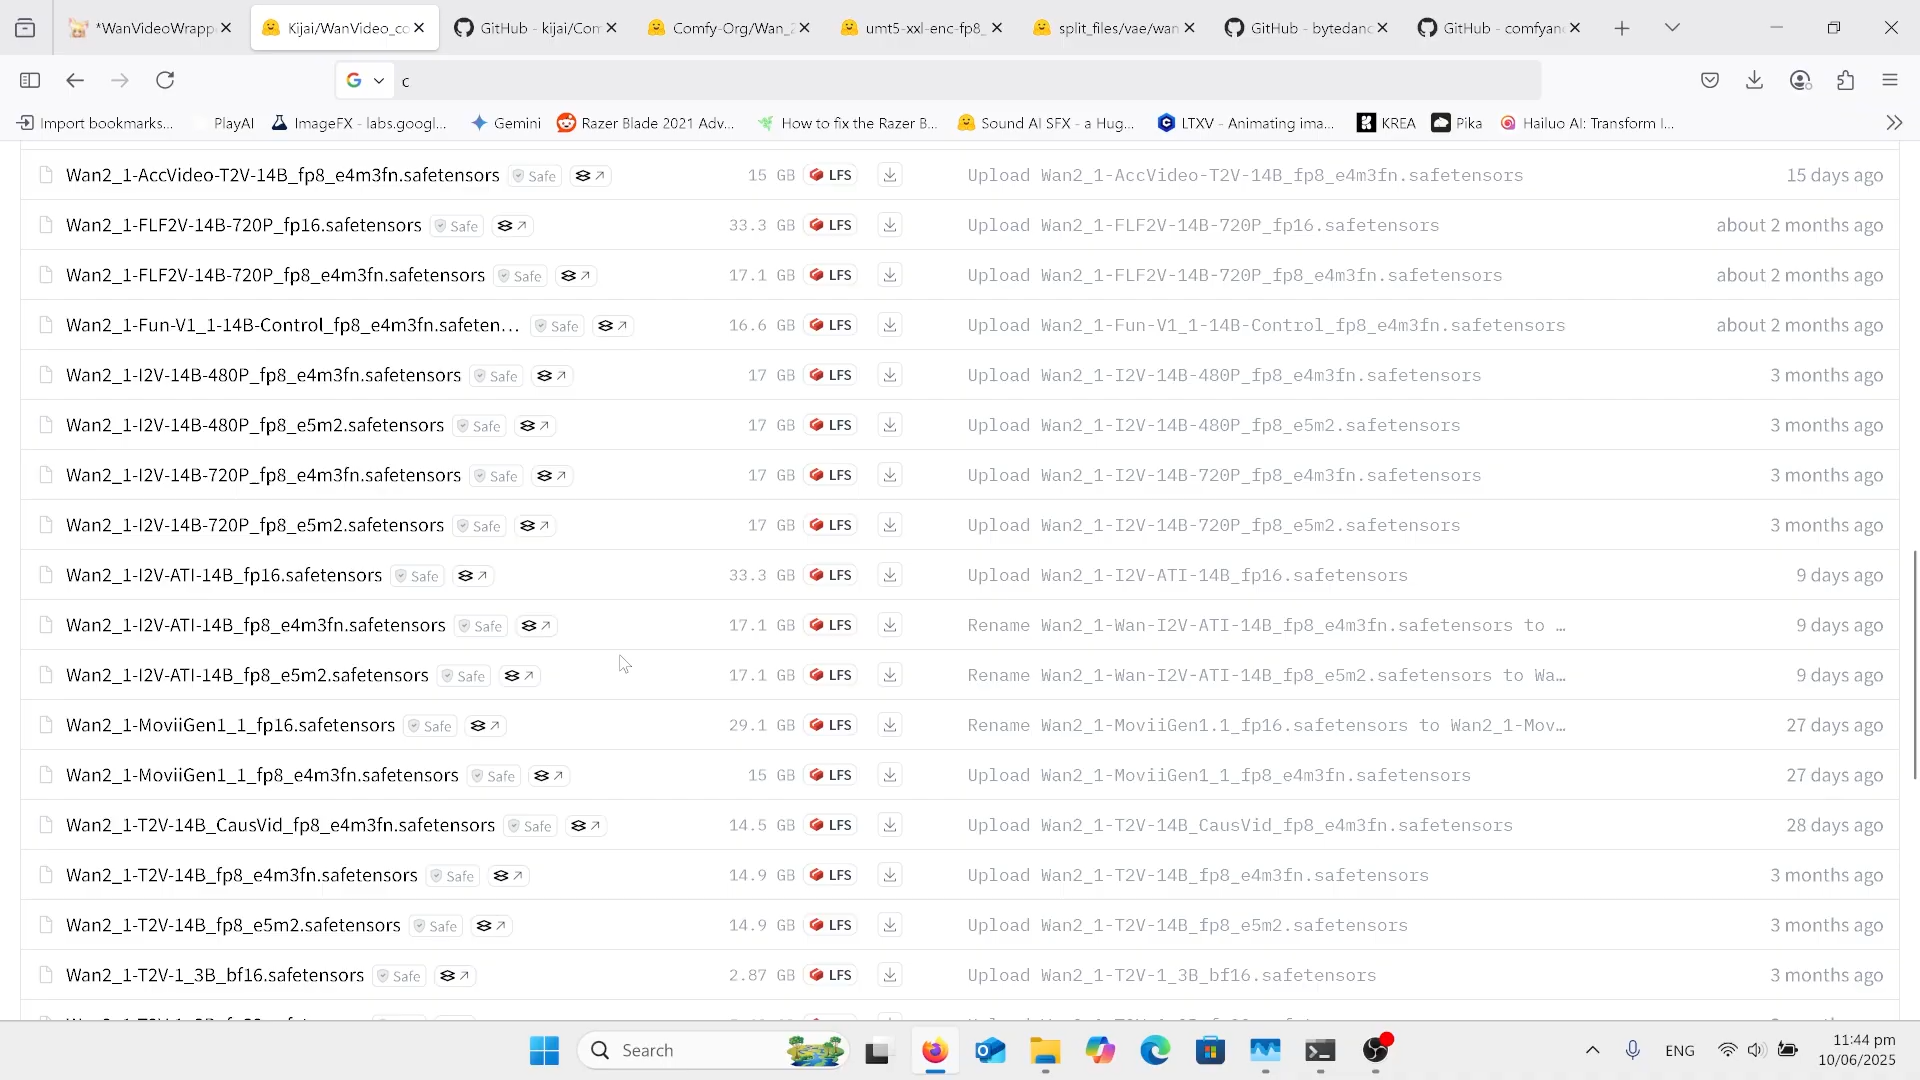 *WanVideoWrapp
Kijai/WanVideo_co
GitHub - kijai/Com
Comfy-Org/Wan_2
umt5-xxl-enc-fp8_
split_files/vae/wan
GitHub - bytedanc
GitHub - comfyan
c
Import bookmarks...
PlayAI
ImageFX - labs.googl...
Gemini
Razer Blade 2021 Adv...
How to fix the Razer B...
Sound AI SFX - a Hug...
LTXV - Animating ima...
KREA
Pika
Hailuo AI: Transform I...
Wan2_1-AccVideo-T2V-14B_fp8_e4m3fn.safetensors Safe 15 GB LFS Upload Wan2_1-AccVideo-T2V-14B_fp8_e4m3fn.safetensors 15 days ago
Wan2_1-FLF2V-14B-720P_fp16.safetensors Safe 33.3 GB LFS Upload Wan2_1-FLF2V-14B-720P_fp16.safetensors about 2 months ago
Wan2_1-FLF2V-14B-720P_fp8_e4m3fn.safetensors Safe 17.1 GB LFS Upload Wan2_1-FLF2V-14B-720P_fp8_e4m3fn.safetensors about 2 months ago
Wan2_1-Fun-V1_1-14B-Control_fp8_e4m3fn.safeten... Safe 16.6 GB LFS Upload Wan2_1-Fun-V1_1-14B-Control_fp8_e4m3fn.safetensors about 2 months ago
Wan2_1-I2V-14B-480P_fp8_e4m3fn.safetensors Safe 17 GB LFS Upload Wan2_1-I2V-14B-480P_fp8_e4m3fn.safetensors 3 months ago
Wan2_1-I2V-14B-480P_fp8_e5m2.safetensors Safe 17 GB LFS Upload Wan2_1-I2V-14B-480P_fp8_e5m2.safetensors 3 months ago
Wan2_1-I2V-14B-720P_fp8_e4m3fn.safetensors Safe 17 GB LFS Upload Wan2_1-I2V-14B-720P_fp8_e4m3fn.safetensors 3 months ago
Wan2_1-I2V-14B-720P_fp8_e5m2.safetensors Safe 17 GB LFS Upload Wan2_1-I2V-14B-720P_fp8_e5m2.safetensors 3 months ago
Wan2_1-I2V-ATI-14B_fp16.safetensors Safe 33.3 GB LFS Upload Wan2_1-I2V-ATI-14B_fp16.safetensors 9 days ago
Wan2_1-I2V-ATI-14B_fp8_e4m3fn.safetensors Safe 17.1 GB LFS Rename Wan2_1-Wan-I2V-ATI-14B_fp8_e4m3fn.safetensors to … 9 days ago
Wan2_1-I2V-ATI-14B_fp8_e5m2.safetensors Safe 17.1 GB LFS Rename Wan2_1-Wan-I2V-ATI-14B_fp8_e5m2.safetensors to Wa… 9 days ago
Wan2_1-MoviiGen1_1_fp16.safetensors Safe 29.1 GB LFS Rename Wan2_1-MoviiGen1.1_fp16.safetensors to Wan2_1-Mov… 27 days ago
Wan2_1-MoviiGen1_1_fp8_e4m3fn.safetensors Safe 15 GB LFS Upload Wan2_1-MoviiGen1_1_fp8_e4m3fn.safetensors 27 days ago
Wan2_1-T2V-14B_CausVid_fp8_e4m3fn.safetensors Safe 14.5 GB LFS Upload Wan2_1-T2V-14B_CausVid_fp8_e4m3fn.safetensors 28 days ago
Wan2_1-T2V-14B_fp8_e4m3fn.safetensors Safe 14.9 GB LFS Upload Wan2_1-T2V-14B_fp8_e4m3fn.safetensors 3 months ago
Wan2_1-T2V-14B_fp8_e5m2.safetensors Safe 14.9 GB LFS Upload Wan2_1-T2V-14B_fp8_e5m2.safetensors 3 months ago
Wan2_1-T2V-1_3B_bf16.safetensors Safe 2.87 GB LFS Upload Wan2_1-T2V-1_3B_bf16.safetensors 3 months ago
Search
ENG
11:44 pm
10/06/2025